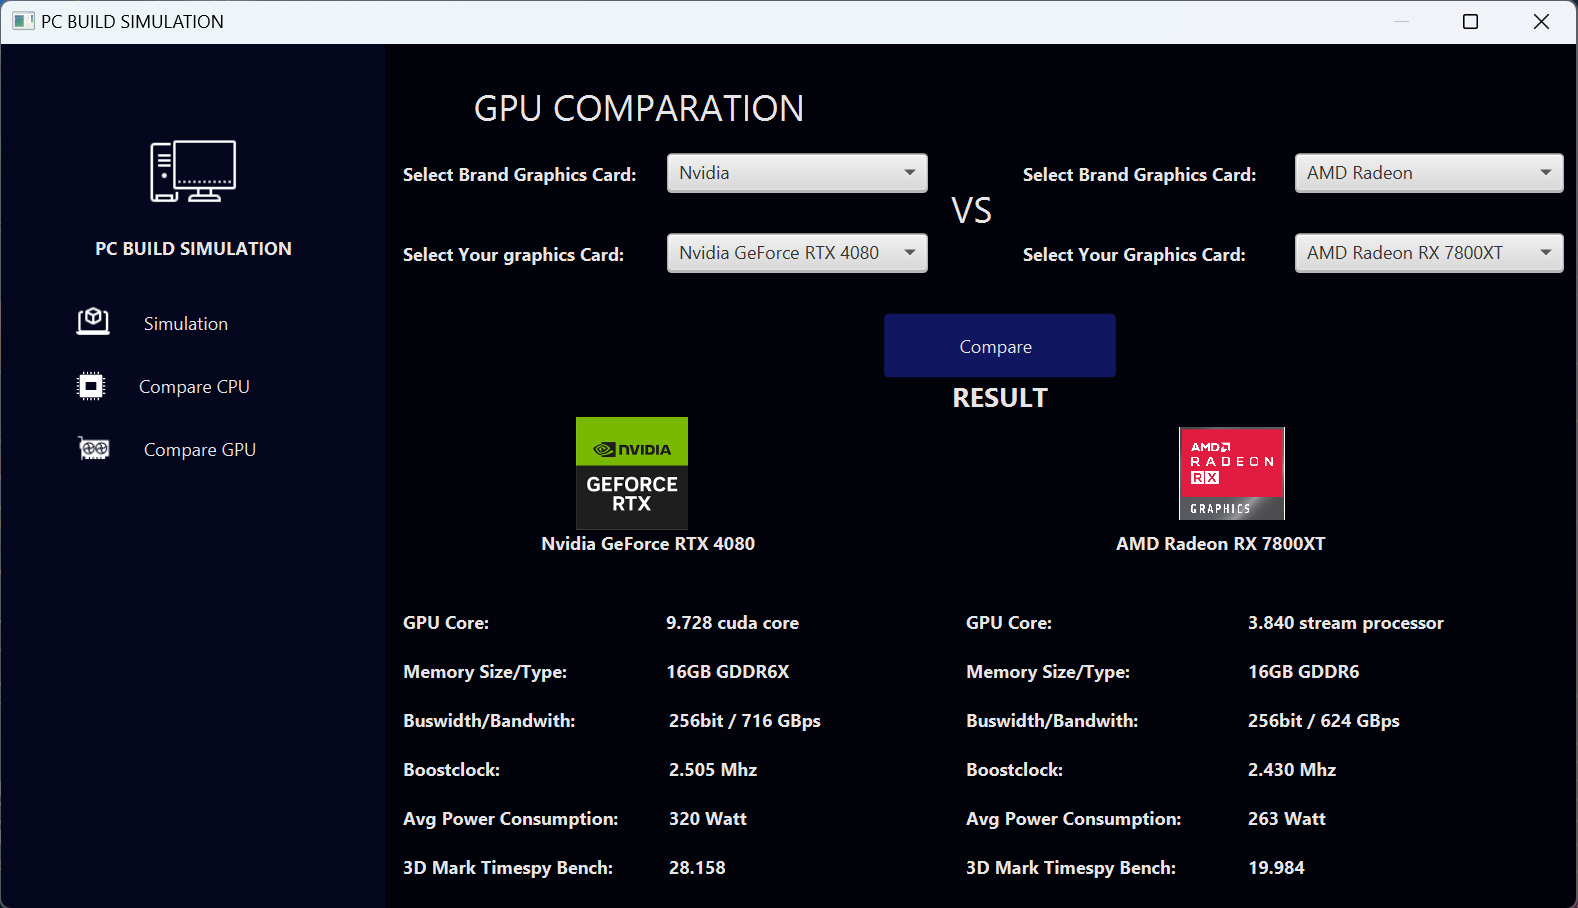 PC BUILD SIMULATION
PC BUILD SIMULATION
Simulation
Compare CPU
Compare GPU
GPU COMPARATION
Select Brand Graphics Card: Nvidia
Select Your graphics Card: Nvidia GeForce RTX 4080
VS
Select Brand Graphics Card: AMD Radeon
Select Your Graphics Card: AMD Radeon RX 7800XT
Compare
RESULT
NVIDIA
GEFORCE
RTX
Nvidia GeForce RTX 4080
AMD
RADEON
RX
GRAPHICS
AMD Radeon RX 7800XT
GPU Core: 9.728 cuda core
Memory Size/Type: 16GB GDDR6X
Buswidth/Bandwith: 256bit / 716 GBps
Boostclock: 2.505 Mhz
Avg Power Consumption: 320 Watt
3D Mark Timespy Bench: 28.158
GPU Core: 3.840 stream processor
Memory Size/Type: 16GB GDDR6
Buswidth/Bandwith: 256bit / 624 GBps
Boostclock: 2.430 Mhz
Avg Power Consumption: 263 Watt
3D Mark Timespy Bench: 19.984